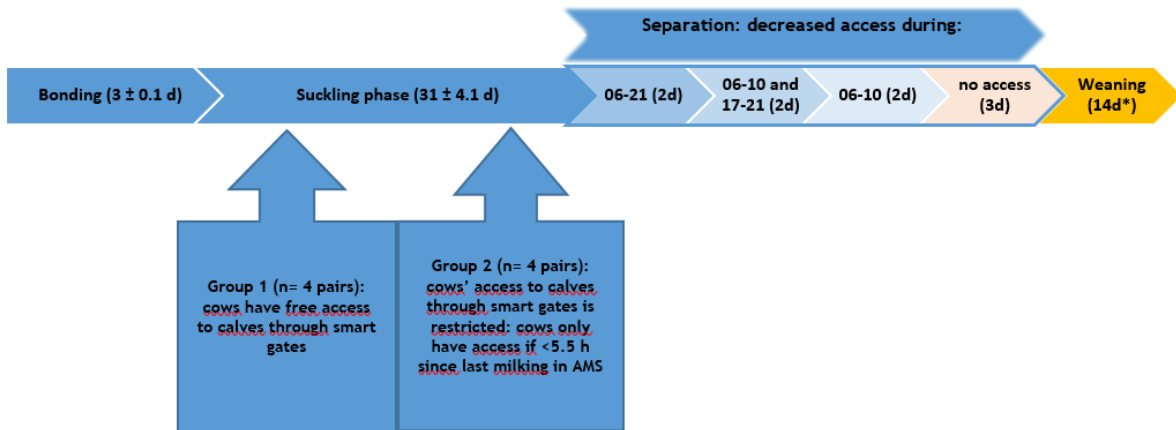 Separation: decreased access during:
Bonding (3 ± 0.1 d)
Suckling phase (31 ± 4.1 d)
06-21 (2d)
06-10 and
17-21 (2d)
06-10 (2d)
no access
(3d)
Weaning
(14d*)
Group 1 (n= 4 pairs):
cows have free access
to calves through smart
gates
Group 2 (n= 4 pairs):
cows’ access to calves
through smart gates is
restricted: cows only
have access if <5.5 h
since last milking in AMS